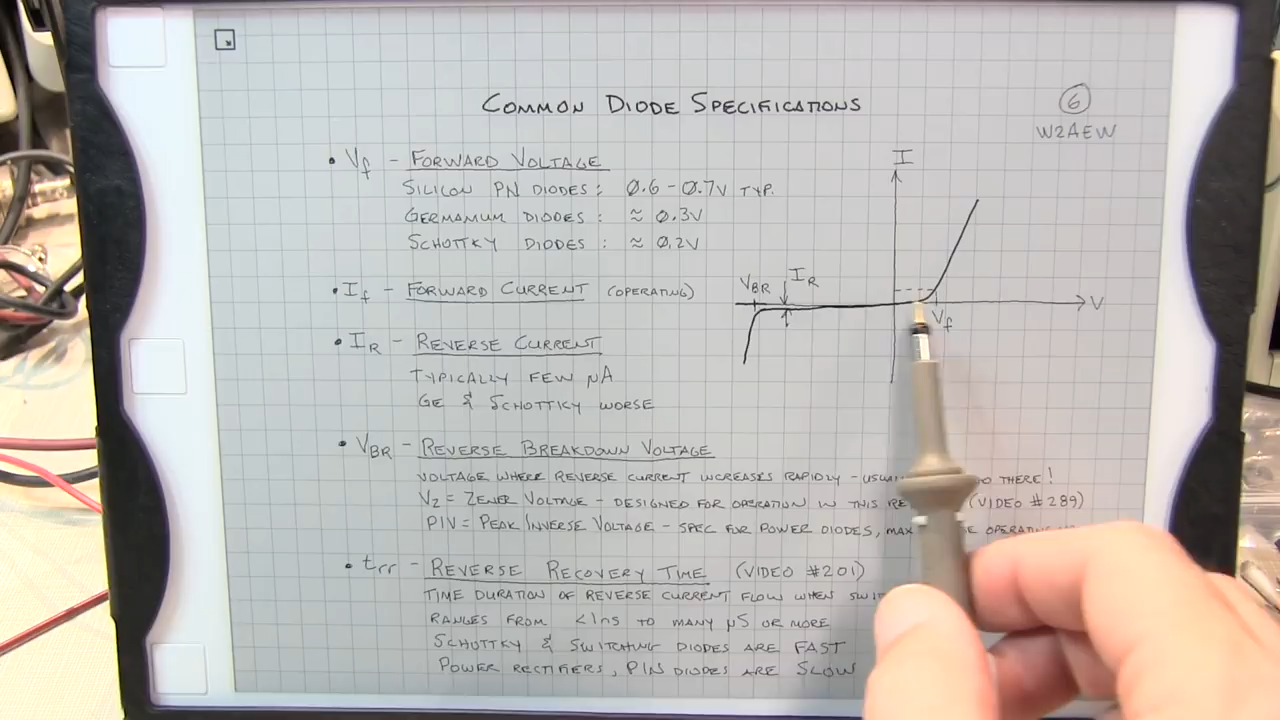 COMMON DIODE SPECIFICATIONS
6
W2AEW
• Vf - FORWARD VOLTAGE
SILICON PN DIODES: 0.6 - 0.7V TYP.
GERMANIUM DIODES: ≈ 0.3V
SCHOTTKY DIODES: ≈ 0.2V
• If - FORWARD CURRENT (OPERATING)
• IR - REVERSE CURRENT
TYPICALLY FEW nA
GE & SCHOTTKY WORSE
I
VBR
IR
V
Vf
• VBR - REVERSE BREAKDOWN VOLTAGE
VOLTAGE WHERE REVERSE CURRENT INCREASES RAPIDLY - THERE!
VZ = ZENER VOLTAGE - DESIGNED FOR OPERATION IN THIS (VIDEO #289)
PIV = PEAK INVERSE VOLTAGE - SPEC FOR POWER DIODES, MAX
• trr - REVERSE RECOVERY TIME (VIDEO #201)
TIME DURATION OF REVERSE CURRENT FLOW WHEN
RANGES FROM <1ns TO MANY µS OR MORE
SCHOTTKY & SWITCHING DIODES ARE FAST
POWER RECTIFIERS, PIN DIODES ARE SLOW